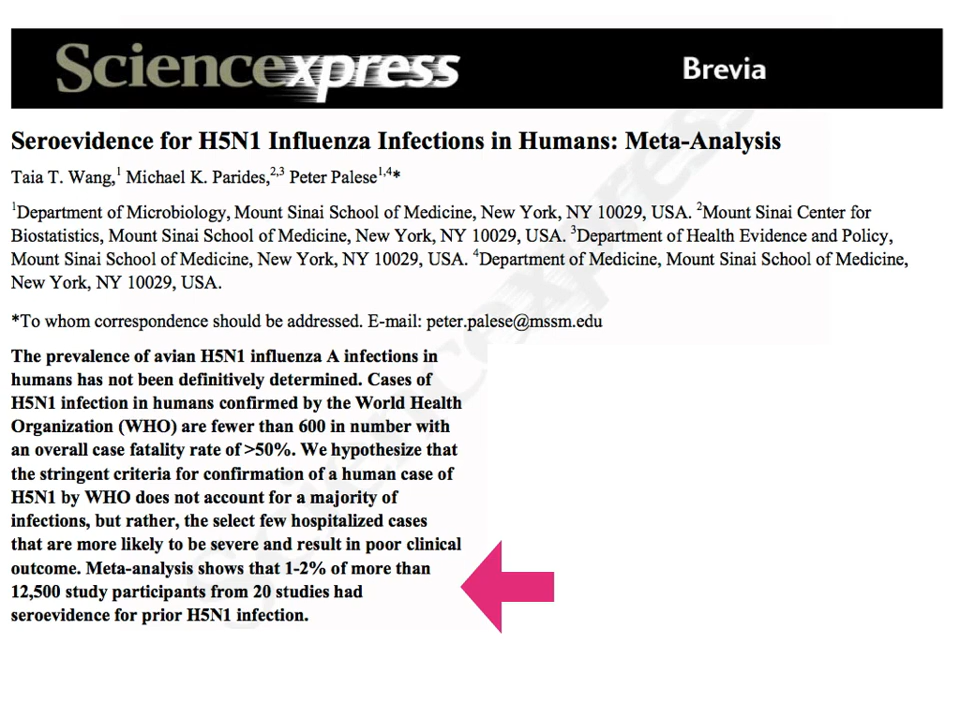 Sciencexpress Brevia
Seroevidence for H5N1 Influenza Infections in Humans: Meta-Analysis
Taia T. Wang,¹ Michael K. Parides,²,³ Peter Palese¹,⁴*
¹Department of Microbiology, Mount Sinai School of Medicine, New York, NY 10029, USA. ²Mount Sinai Center for
Biostatistics, Mount Sinai School of Medicine, New York, NY 10029, USA. ³Department of Health Evidence and Policy,
Mount Sinai School of Medicine, New York, NY 10029, USA. ⁴Department of Medicine, Mount Sinai School of Medicine,
New York, NY 10029, USA.
*To whom correspondence should be addressed. E-mail: peter.palese@mssm.edu
The prevalence of avian H5N1 influenza A infections in
humans has not been definitively determined. Cases of
H5N1 infection in humans confirmed by the World Health
Organization (WHO) are fewer than 600 in number with
an overall case fatality rate of >50%. We hypothesize that
the stringent criteria for confirmation of a human case of
H5N1 by WHO does not account for a majority of
infections, but rather, the select few hospitalized cases
that are more likely to be severe and result in poor clinical
outcome. Meta-analysis shows that 1-2% of more than
12,500 study participants from 20 studies had
seroevidence for prior H5N1 infection.
Sciencexpress